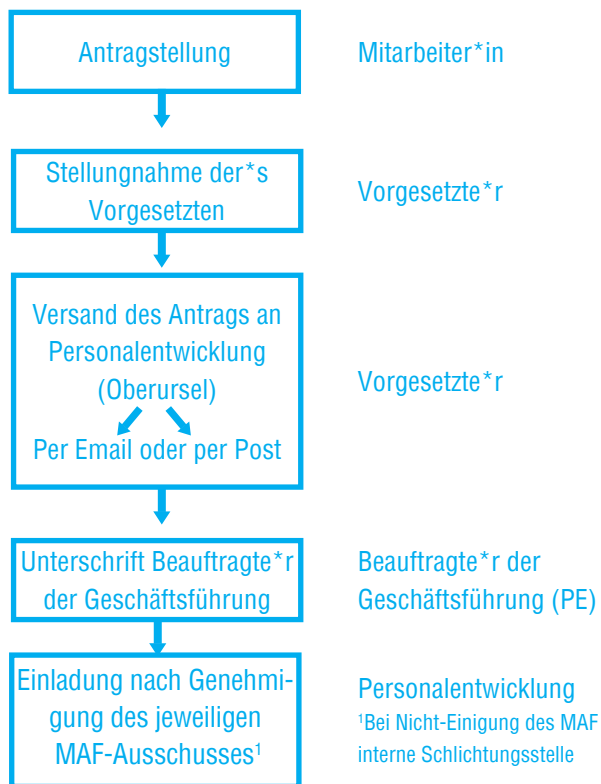 Antragstellung
Mitarbeiter*in
Stellungnahme der*s
Vorgesetzten
Vorgesetzte*r
Versand des Antrags an
Personalentwicklung
(Oberursel)
Per Email oder per Post
Vorgesetzte*r
Unterschrift Beauftragte*r
der Geschäftsführung
Beauftragte*r der
Geschäftsführung (PE)
Einladung nach Genehmi-
gung des jeweiligen
MAF-Ausschusses¹
Personalentwicklung
¹Bei Nicht-Einigung des MAF
interne Schlichtungsstelle